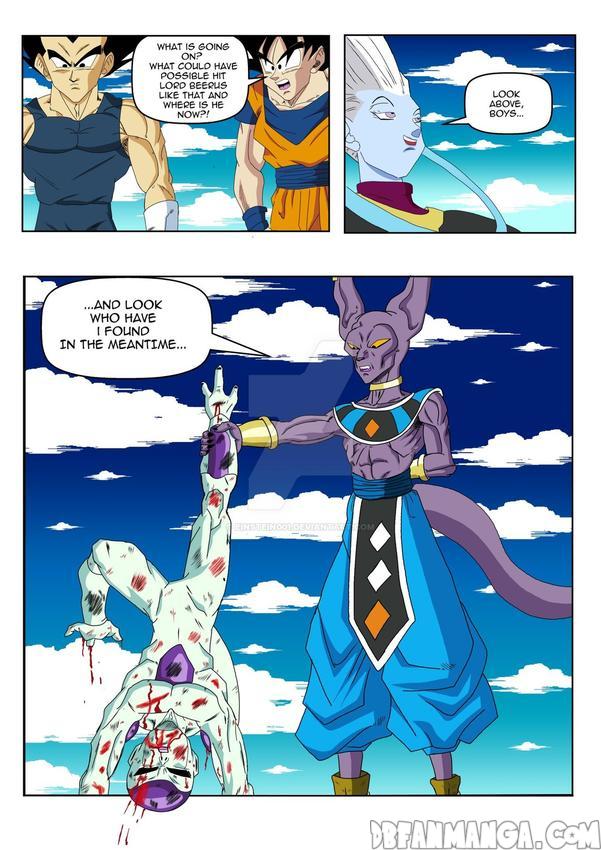 WHAT IS GOING
ON?
WHAT COULD HAVE
POSSIBLE HIT
LORD BEERUS
LIKE THAT AND
WHERE IS HE
NOW?!
LOOK
ABOVE,
BOYS...
...AND LOOK
WHO HAVE
I FOUND
IN THE MEANTIME...
DBFANMANGA.COM